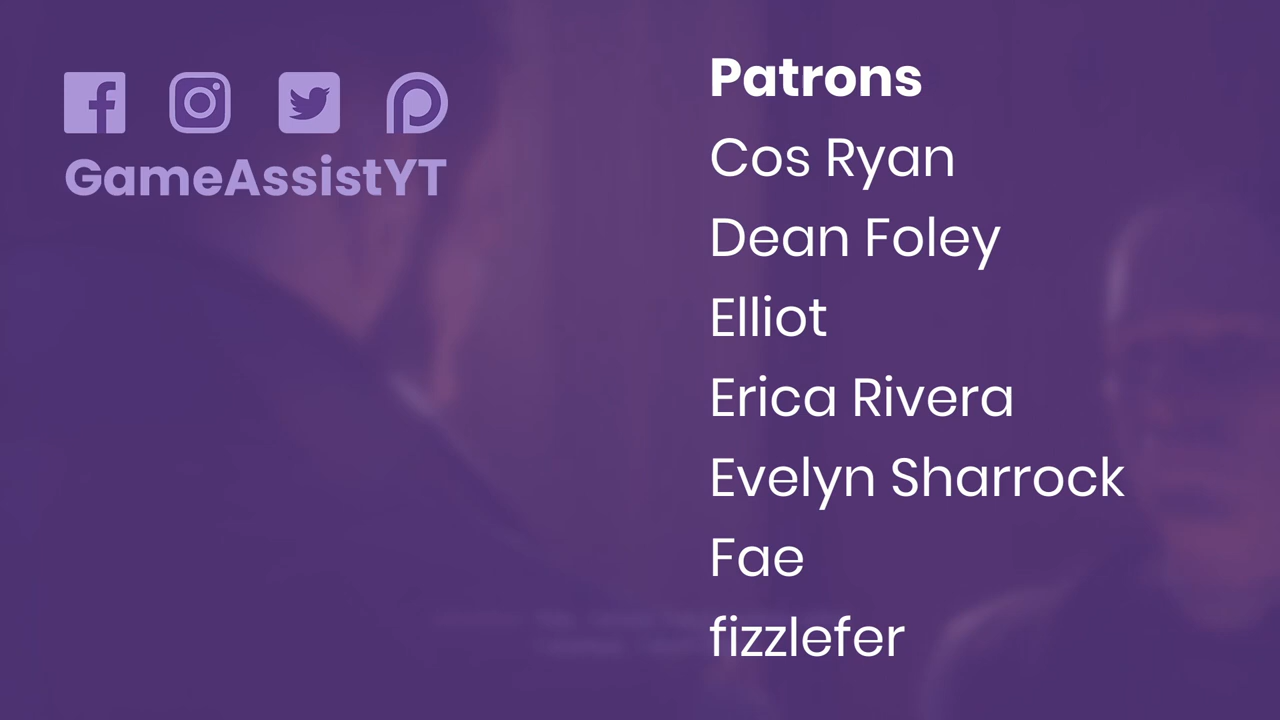 GameAssistYT
Patrons
Cos Ryan
Dean Foley
Elliot
Erica Rivera
Evelyn Sharrock
Fae
fizzlefer